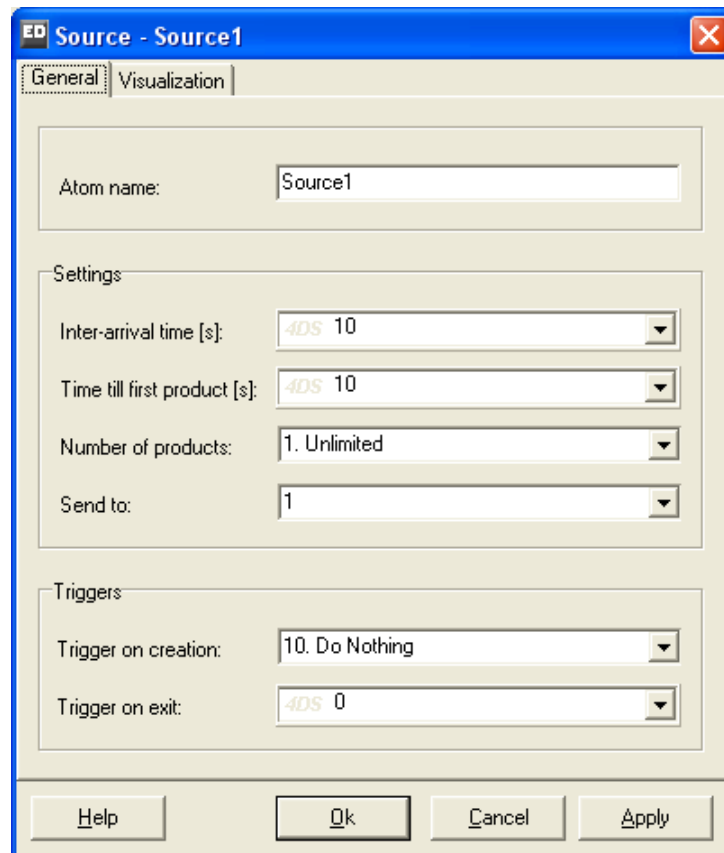 ED Source - Source1
General Visualization
Atom name: Source1
Settings
Inter-arrival time [s]: 4DS 10
Time till first product [s]: 4DS 10
Number of products: 1. Unlimited
Send to: 1
Triggers
Trigger on creation: 10. Do Nothing
Trigger on exit: 4DS 0
Help Ok Cancel Apply